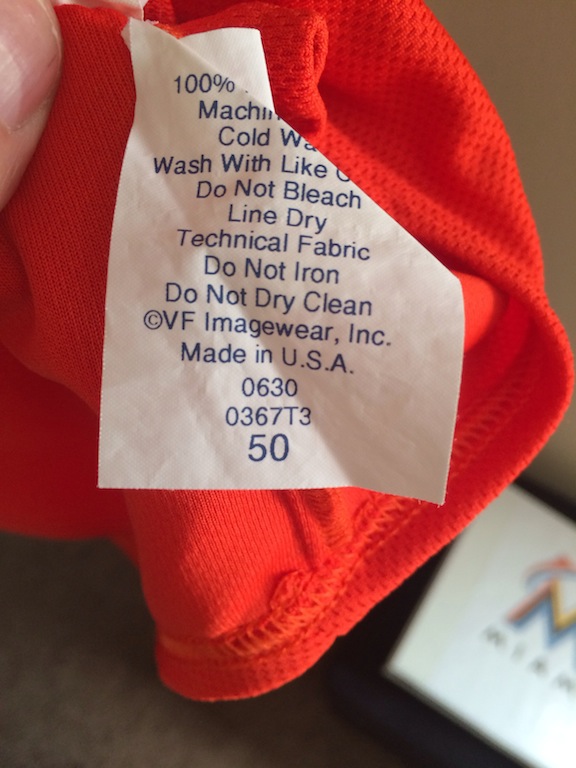 100%
Cold
Wash With Like
Do Not Bleach
Line Dry
Technical Fabric
Do Not Iron
Do Not Dry Clean
©VF Imagewear, Inc.
Made in U.S.A.
0630
0367T3
50